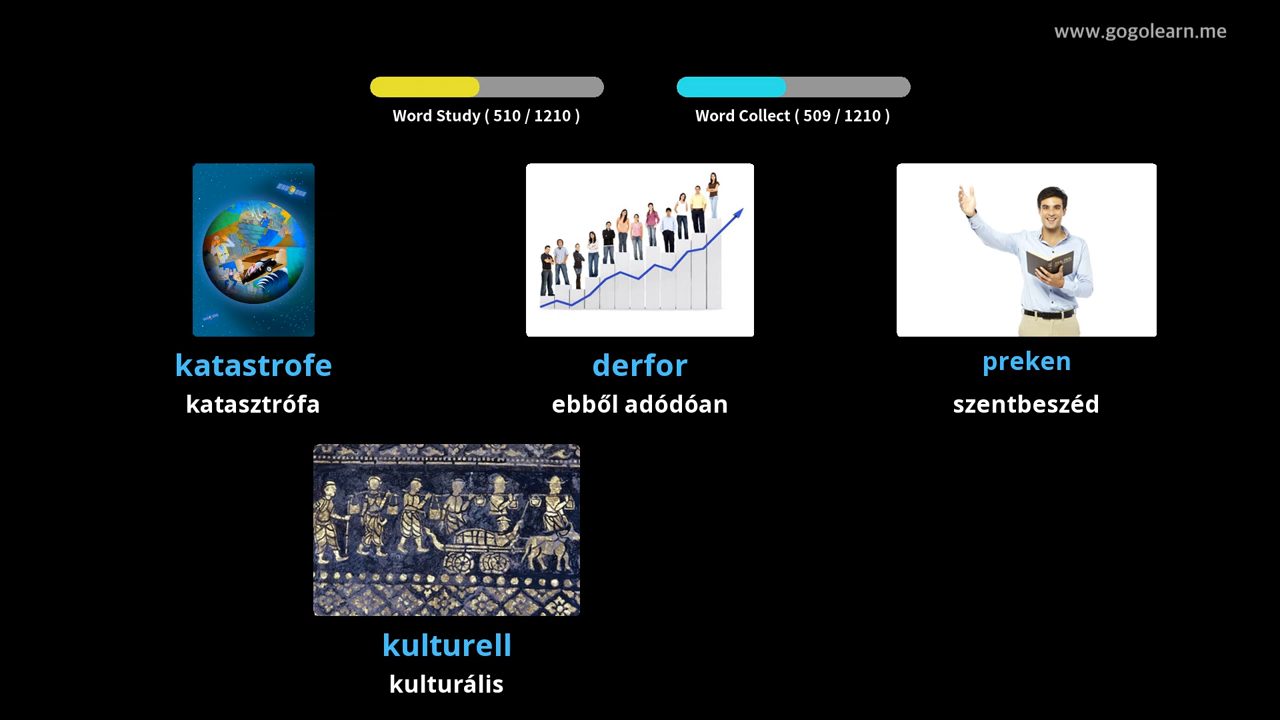 www.gogolearn.me
Word Study ( 510 / 1210 )
Word Collect ( 509 / 1210 )
katastrofe
katasztrófa
derfor
ebből adódóan
preken
szentbeszéd
kulturell
kulturális